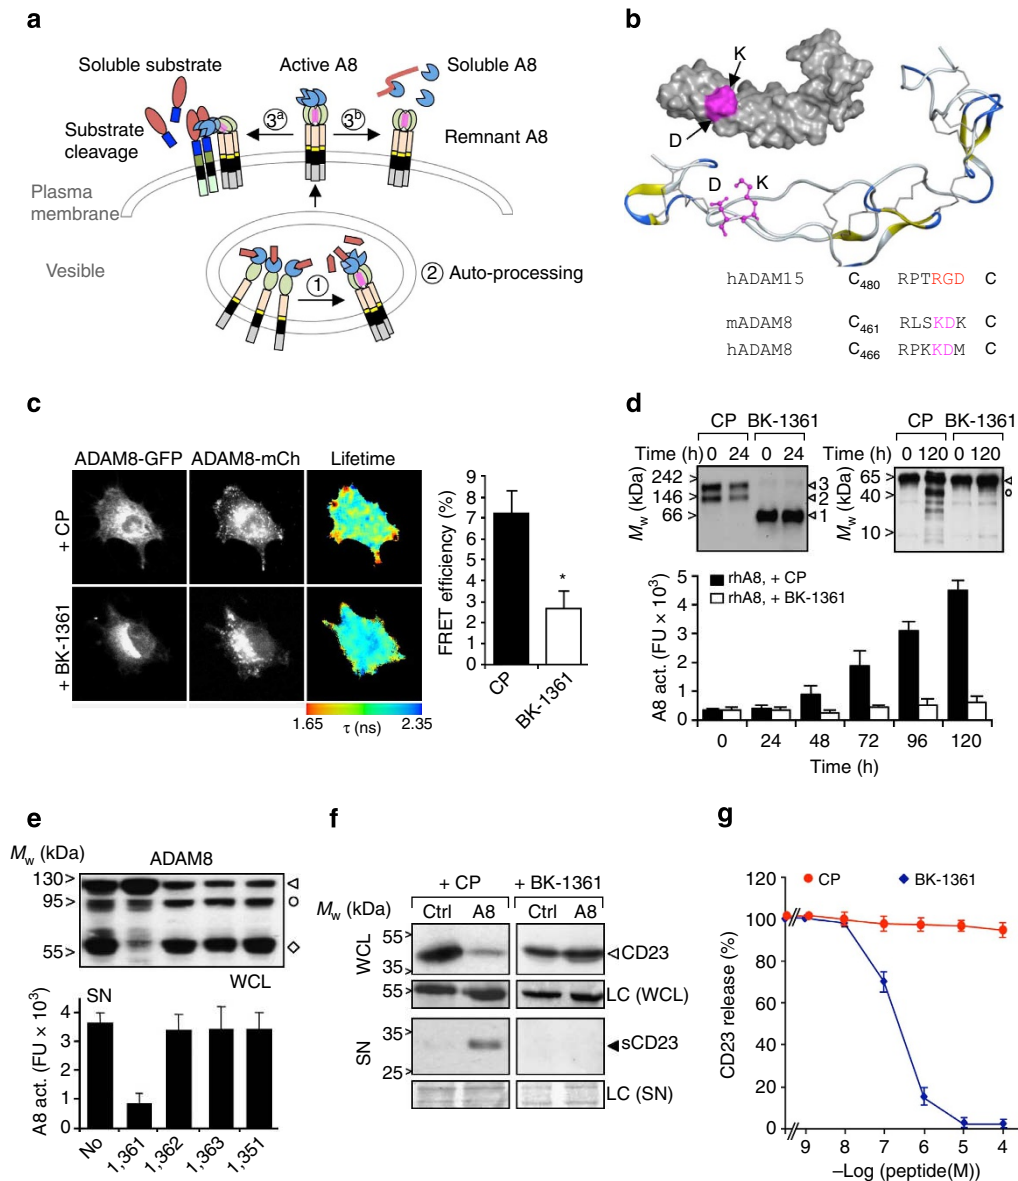 a
Soluble substrate
Active A8
Soluble A8
3a
3b
Substrate
cleavage
Remnant A8
Plasma
membrane
Vesible
1
2 Auto-processing
b
K
D
D K
hADAM15 C480 RPTRGD C
mADAM8 C461 RLSKDK C
hADAM8 C466 RPKKDM C
c
ADAM8-GFP ADAM8-mCh Lifetime
+ CP
+ BK-1361
1.65 τ (ns) 2.35
FRET efficiency (%)
9
8
7
6
5
4
3
2
1
0
*
CP
BK-1361
d
CP BK-1361
Time (h) 0 24 0 24
Mw (kDa)
242
146
66
3
2
1
CP BK-1361
Time (h) 0 120 0 120
Mw (kDa)
65
40
10
A8 act. (FU × 10³)
5
4
3
2
1
0
rhA8, + CP
rhA8, + BK-1361
0 24 48 72 96 120
Time (h)
e
Mw (kDa) ADAM8
130
95
55
WCL
SN
A8 act. (FU × 10³)
4
3
2
1
0
No 1,361 1,362 1,363 1,351
f
+ CP + BK-1361
Mw (kDa) Ctrl A8 Ctrl A8
WCL
55
35
CD23
55
LC (WCL)
SN
35
25
sCD23
LC (SN)
g
CP BK-1361
CD23 release (%)
120
100
80
60
40
20
0
9 8 7 6 5 4
–Log (peptide(M))